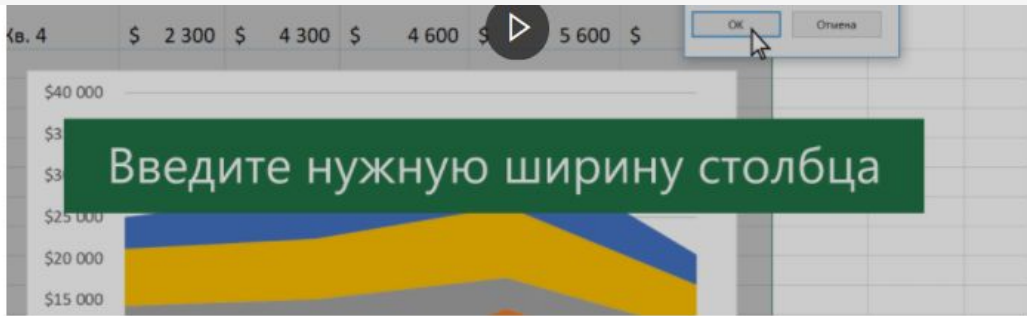 Кв. 4 $ 2 300 $ 4 300 $ 4 600 $ 5 600 $
ОК Отмена
$40 000
Введите нужную ширину столбца
$25 000
$20 000
$15 000